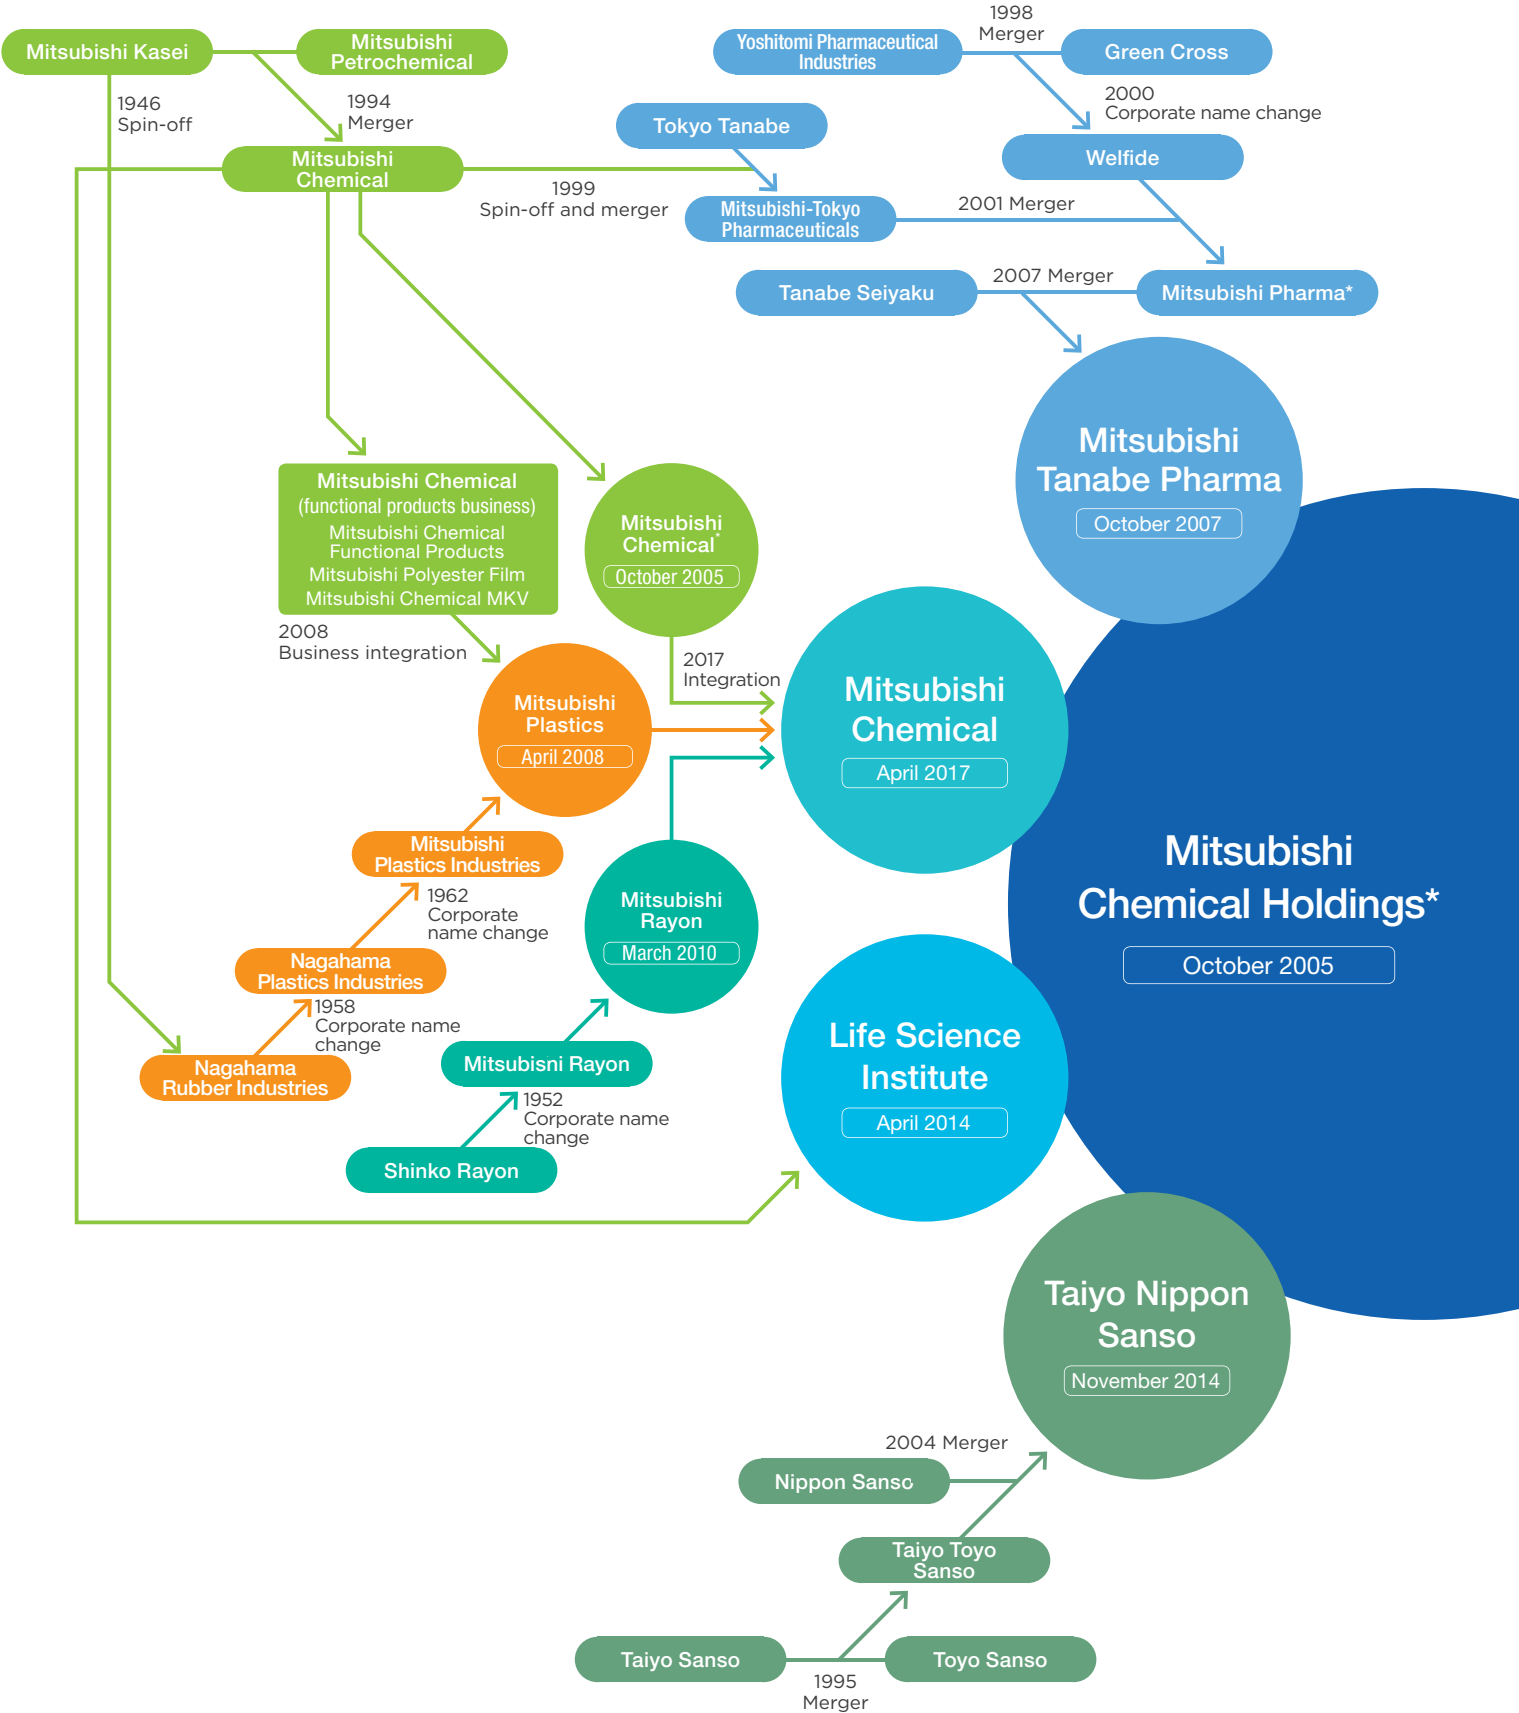 1998
Merger
Mitsubishi Kasei
Mitsubishi
Petrochemical
Yoshitomi Pharmaceutical
Industries
Green Cross
1946
Spin-off
1994
Merger
2000
Corporate name change
Tokyo Tanabe
Mitsubishi
Chemical
Welfide
1999
Spin-off and merger
Mitsubishi-Tokyo
Pharmaceuticals
2001 Merger
Tanabe Seiyaku
2007 Merger
Mitsubishi Pharma*
Mitsubishi
Tanabe Pharma
October 2007
Mitsubishi Chemical
(functional products business)
Mitsubishi Chemical
Functional Products
Mitsubishi Polyester Film
Mitsubishi Chemical MKV
Mitsubishi
Chemical*
October 2005
2008
Business integration
2017
Integration
Mitsubishi
Plastics
April 2008
Mitsubishi
Chemical
April 2017
Mitsubishi
Plastics Industries
1962
Corporate
name change
Mitsubishi
Rayon
March 2010
Mitsubishi
Chemical Holdings*
October 2005
Nagahama
Plastics Industries
1958
Corporate name
change
Nagahama
Rubber Industries
Mitsubisni Rayon
1952
Corporate name
change
Shinko Rayon
Life Science
Institute
April 2014
Taiyo Nippon
Sanso
November 2014
2004 Merger
Nippon Sanso
Taiyo Toyo
Sanso
Taiyo Sanso
Toyo Sanso
1995
Merger